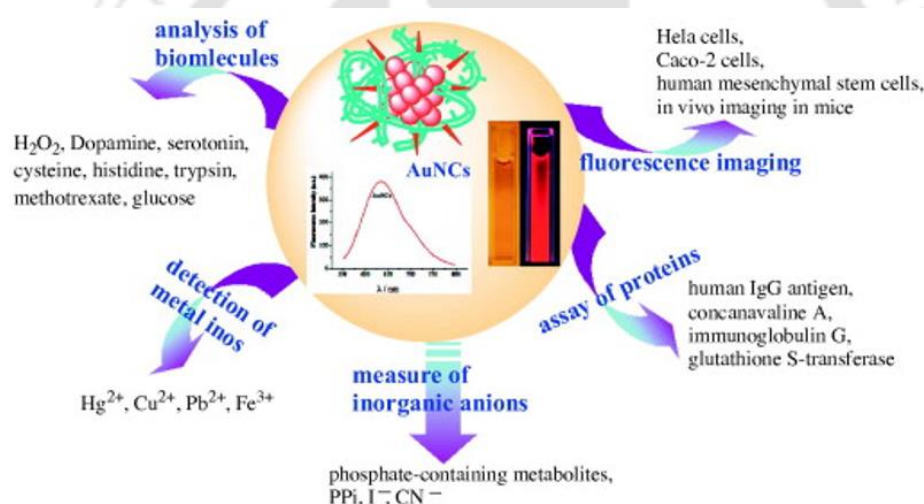 analysis of
biomlecules
H₂O₂, Dopamine, serotonin,
cysteine, histidine, trypsin,
methotrexate, glucose
Hela cells,
Caco-2 cells,
human mesenchymal stem cells,
in vivo imaging in mice
fluorescence imaging
AuNCs
AuNCs
λ / nm
detection of
metal inos
Hg²⁺, Cu²⁺, Pb²⁺, Fe³⁺
assay of proteins
human IgG antigen,
concanavaline A,
immunoglobulin G,
glutathione S-transferase
measure of
inorganic anions
phosphate-containing metabolites,
PPi, I⁻, CN⁻